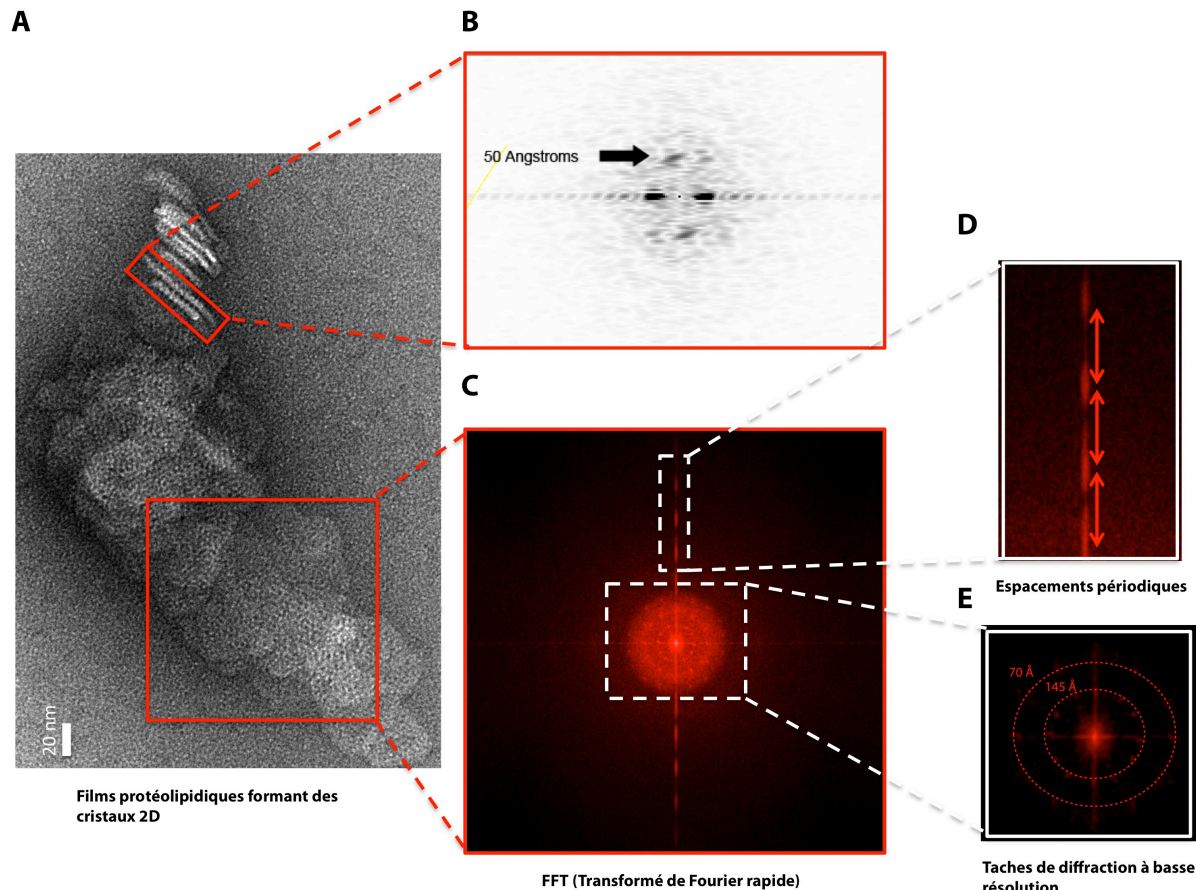 A
B
50 Angstroms
20 nm
Films protéolipidiques formant des
cristaux 2D
C
FFT (Transformé de Fourier rapide)
D
Espacements périodiques
E
70 Å
145 Å
Taches de diffraction à basse
résolution